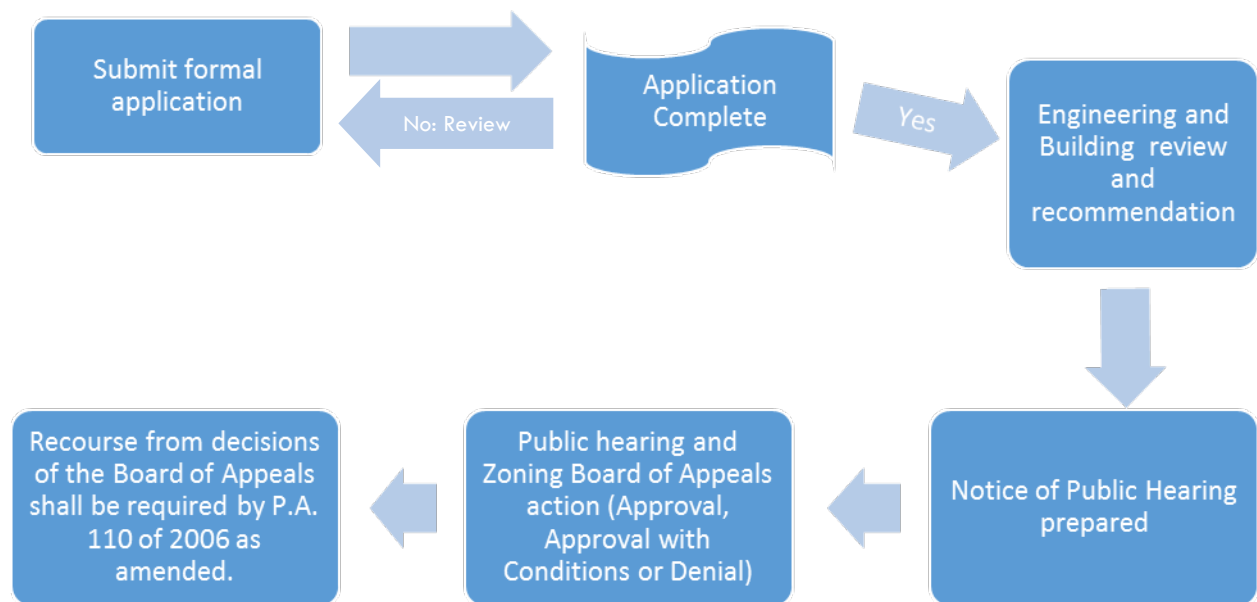 Submit formal
application
No: Review
Application
Complete
Yes
Engineering and
Building review
and
recommendation
Notice of Public Hearing
prepared
Public hearing and
Zoning Board of Appeals
action (Approval,
Approval with
Conditions or Denial)
Recourse from decisions
of the Board of Appeals
shall be required by P.A.
110 of 2006 as
amended.